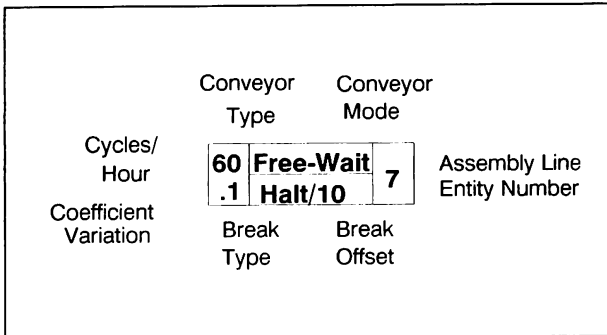 Conveyor Conveyor
Type Mode
Cycles/
Hour
60 Free-Wait
.1 Halt/10
7
Assembly Line
Entity Number
Coefficient
Variation
Break Break
Type Offset